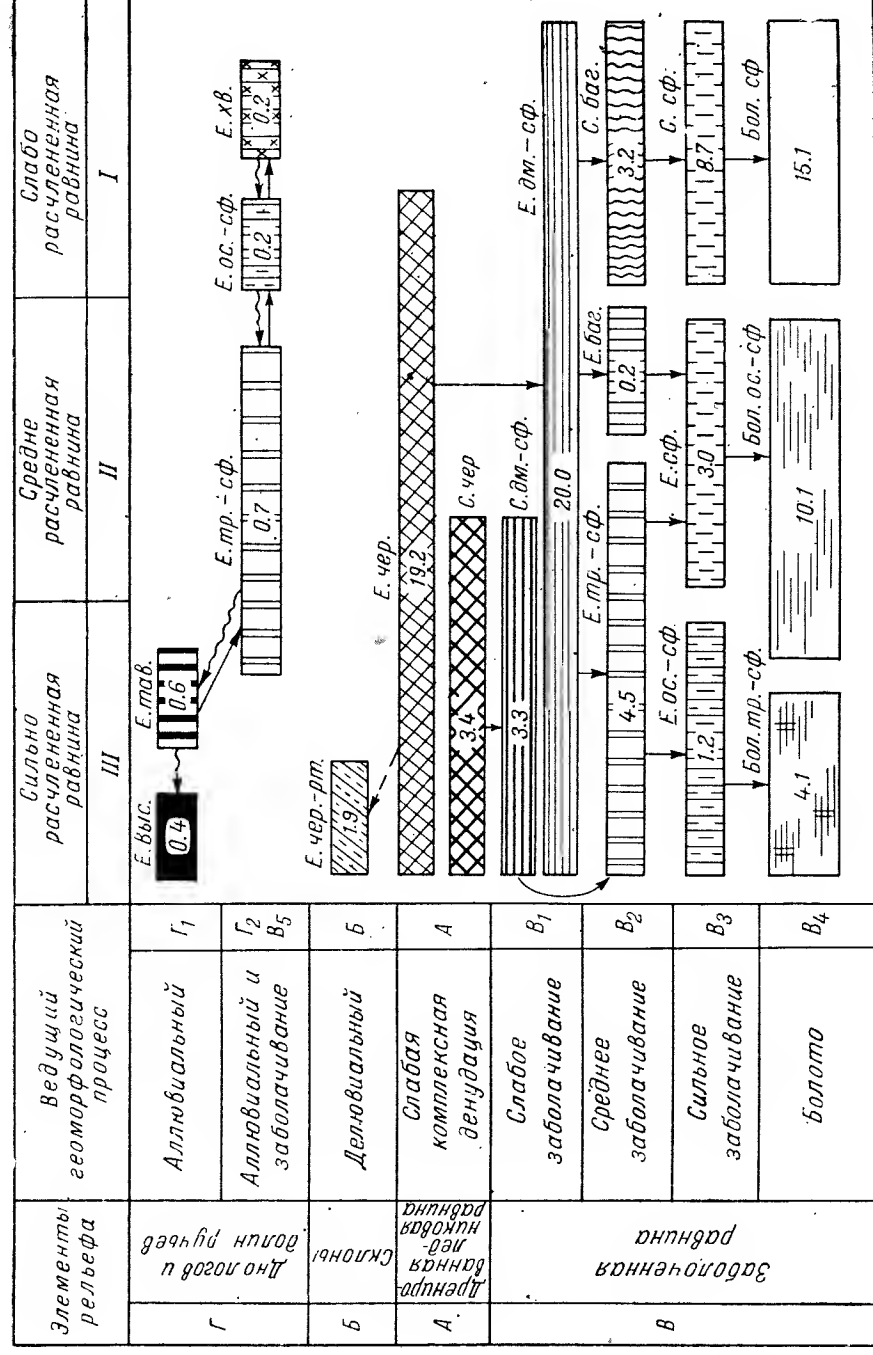 Элементы
рельефа
Ведущий
геоморфологический
процесс
Сильно
расчлененная
равнина
Средне
расчлененная
равнина
Слабо
расчлененная
равнина
III
II
I
Г
Дно логов и
долин ручьев
Аллювиальный
Г₁
Е.выс.
0.4
Е.тав.
0.6
Аллювиальный и
заболачивание
Г₂
В₅
Е.тр.-сф.
0.7
Е.ос.-сф.
0.2
Е.хв.
0.2
Б
Склоны
Делювиальный
Б
Е.чер.-рт.
1.9
А
Дрениро-
ванная
лед-
никовая
равнина
Слабая
комплексная
денудация
А
Е.чер.
19.2
С.чер
3.4
В
Заболоченная
равнина
Слабое
заболачивание
В₁
С.дм.-сф.
3.3
Е.дм.-сф.
20.0
Среднее
заболачивание
В₂
Е.тр.-сф.
4.5
Е.баг.
0.2
С.баг.
3.2
Сильное
заболачивание
В₃
Е.ос.-сф.
1.2
Е.сф.
3.0
С.сф.
8.7
Болото
В₄
Бол.тр.-сф.
4.1
Бол.ос.-сф
10.1
Бол.сф
15.1